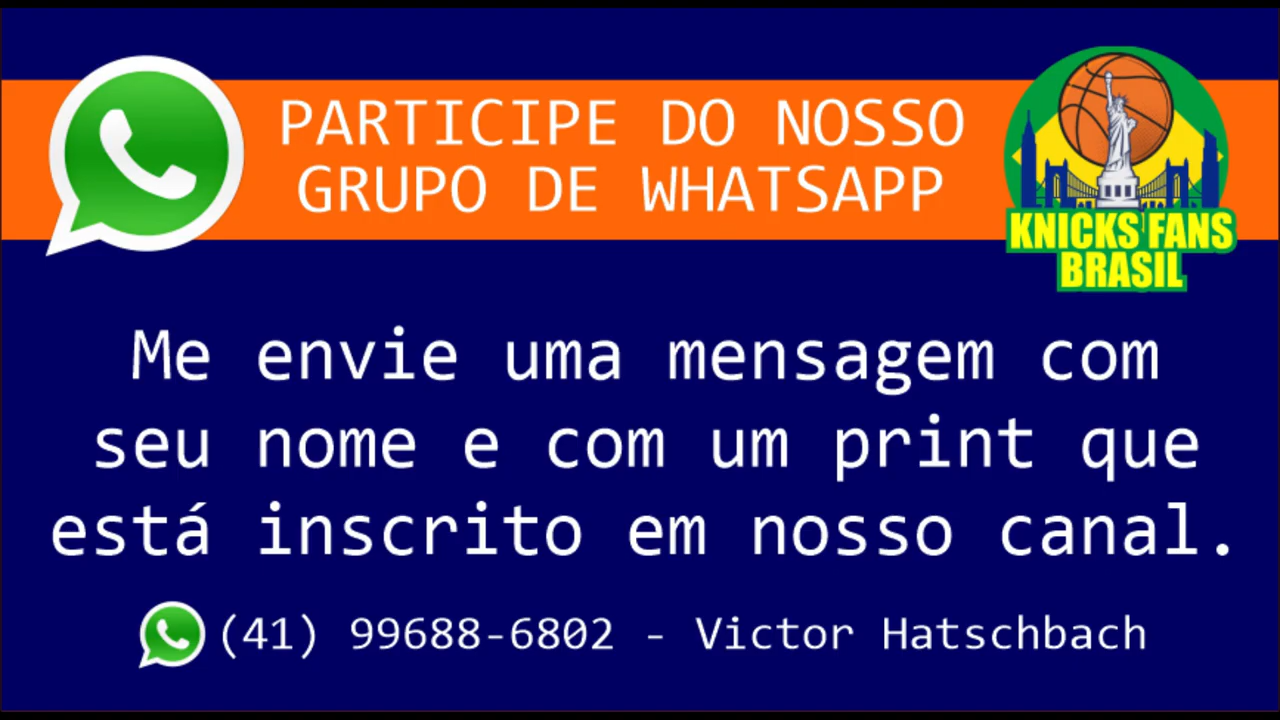 PARTICIPE DO NOSSO
GRUPO DE WHATSAPP
KNICKS FANS
BRASIL
Me envie uma mensagem com
seu nome e com um print que
está inscrito em nosso canal.
(41) 99688-6802 - Victor Hatschbach